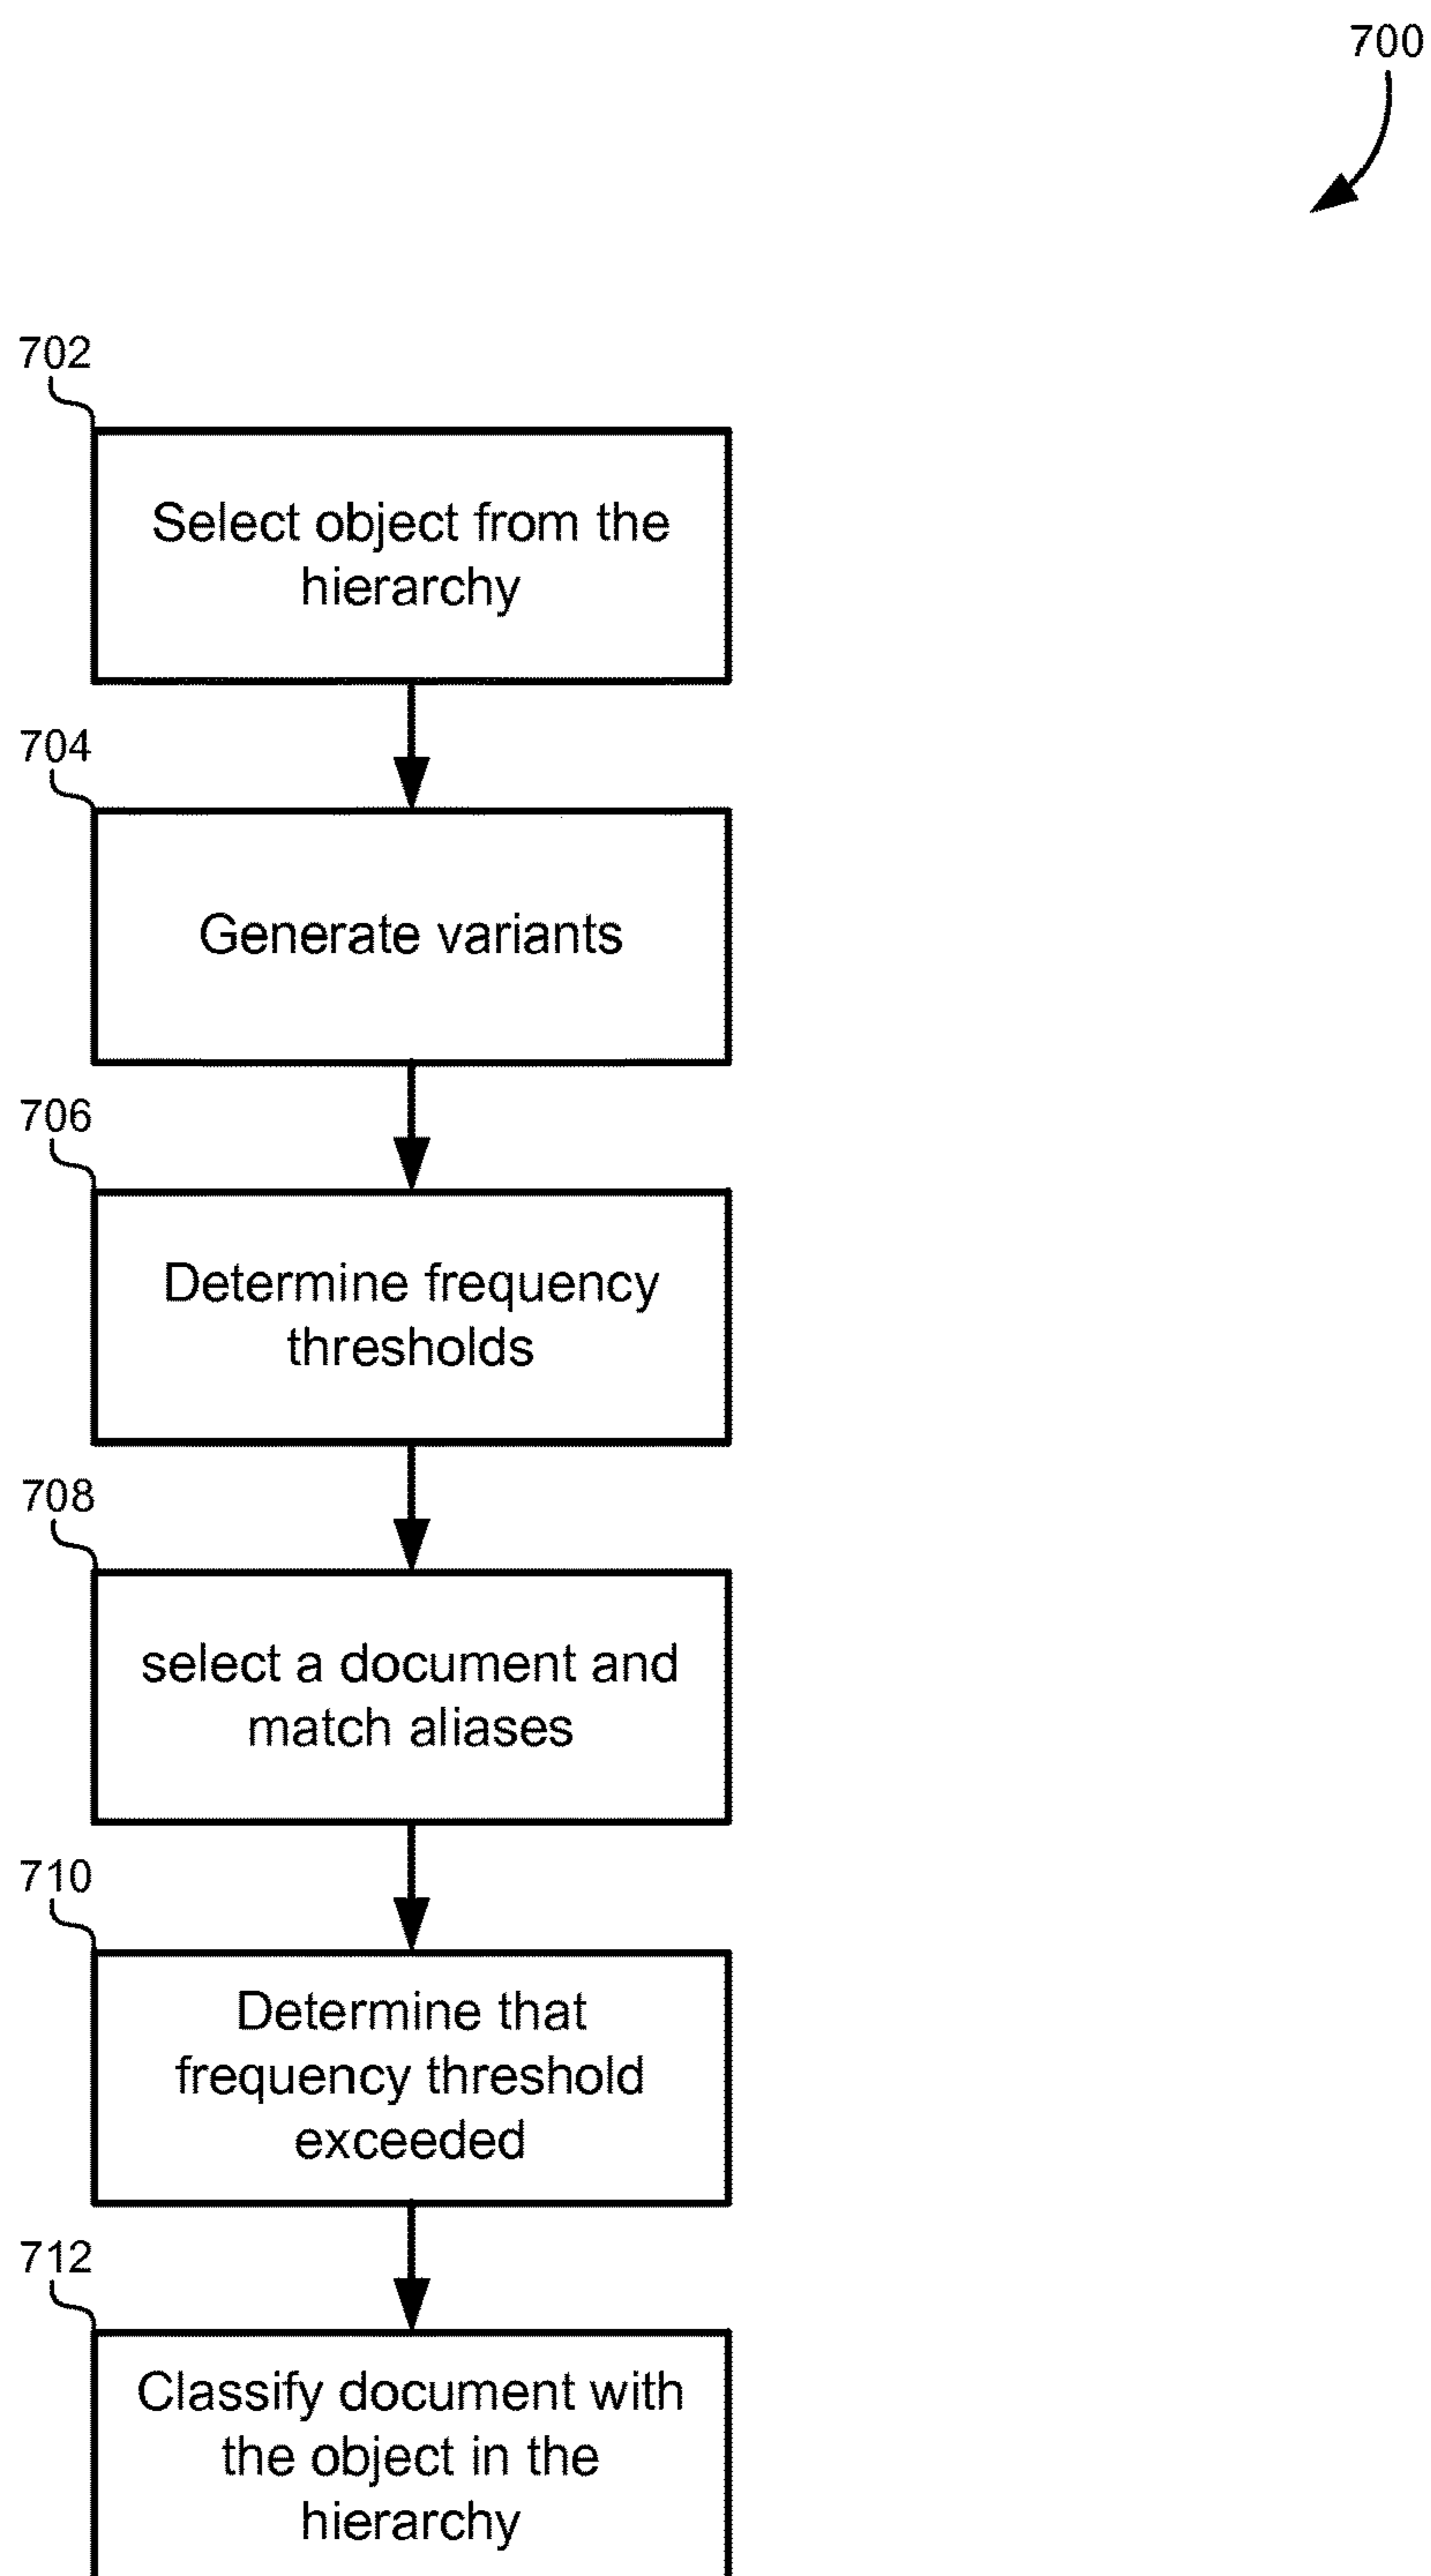 700
702
Select object from the
hierarchy
704
Generate variants
706
Determine frequency
thresholds
708
select a document and
match aliases
710
Determine that
frequency threshold
exceeded
712
Classify document with
the object in the
hierarchy